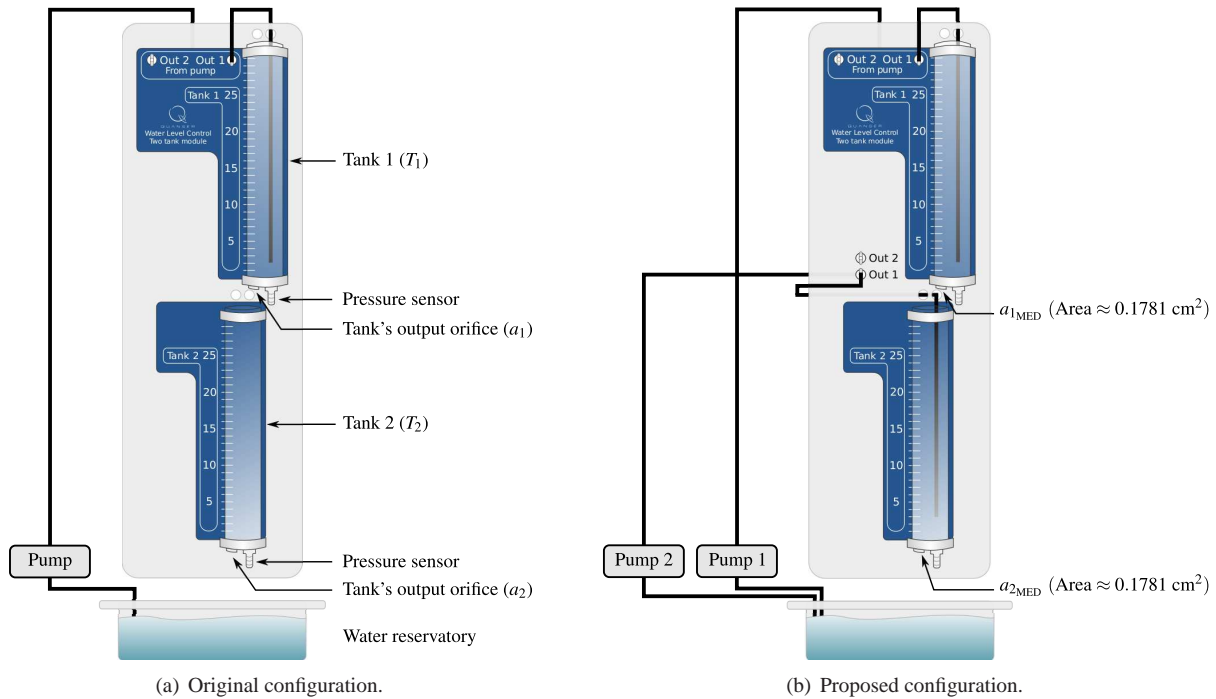 Out 2 Out 1
From pump
Tank 1 25
20
15
10
5
QUANSER
Water Level Control
Two tank module
Tank 1 (T₁)
Pressure sensor
Tank's output orifice (a₁)
Tank 2 25
20
15
10
5
Tank 2 (T₂)
Pump
Pressure sensor
Tank's output orifice (a₂)
Water reservatory
(a) Original configuration.
Out 2 Out 1
From pump
Tank 1 25
20
15
10
5
QUANSER
Water Level Control
Two tank module
Out 2
Out 1
a₁MED (Area ≈ 0.1781 cm²)
Tank 2 25
20
15
10
5
Pump 2
Pump 1
a₂MED (Area ≈ 0.1781 cm²)
(b) Proposed configuration.